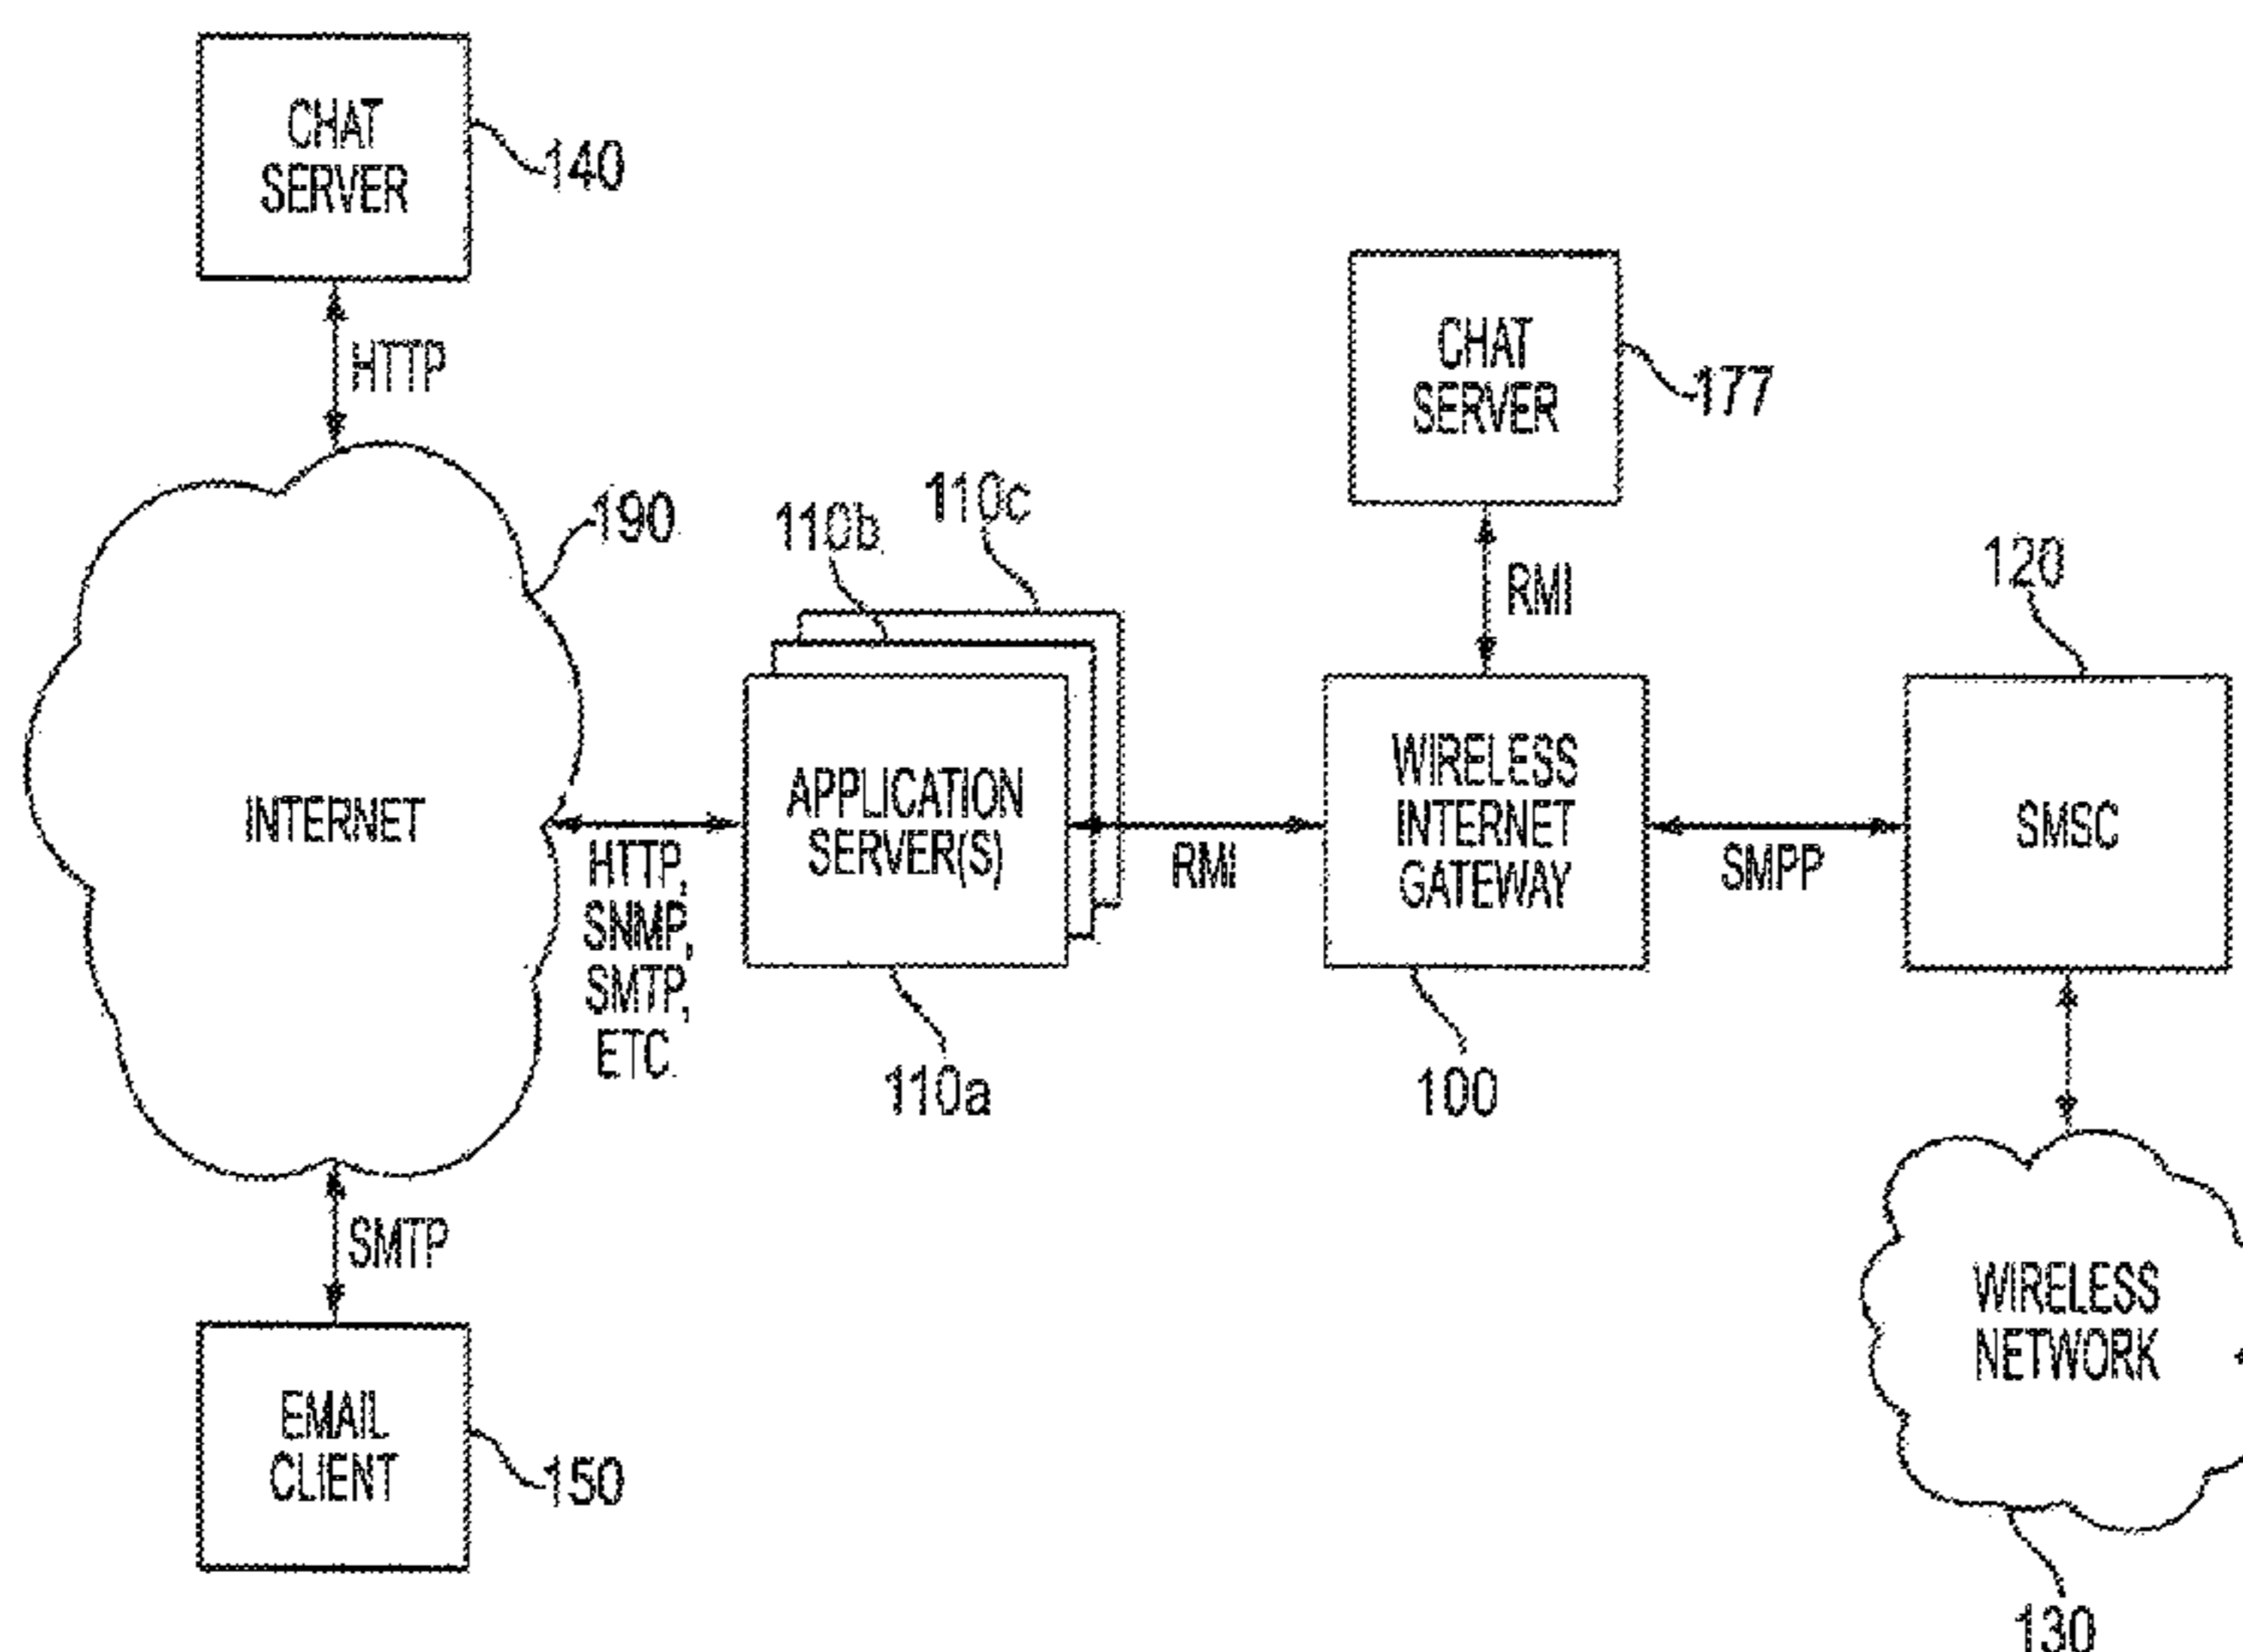 CHAT
SERVER
140
HTTP
190
INTERNET
HTTP,
SNMP,
SMTP,
ETC.
SMTP
EMAIL
CLIENT
150
110b
110c
APPLICATION
SERVER(S)
110a
RMI
CHAT
SERVER
177
RMI
WIRELESS
INTERNET
GATEWAY
100
SMPP
120
SMSC
WIRELESS
NETWORK
130